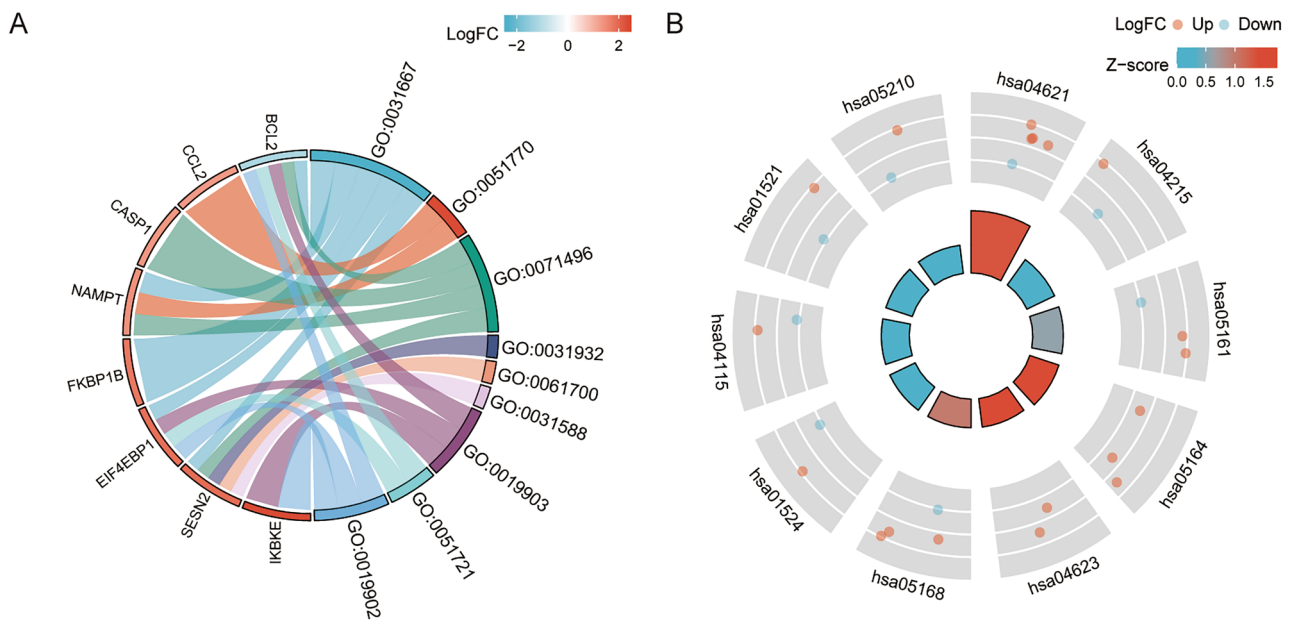 A
LogFC
−2 0 2
BCL2
CCL2
CASP1
NAMPT
FKBP1B
EIF4EBP1
SESN2
IKBKE
GO:0031667
GO:0051770
GO:0071496
GO:0031932
GO:0061700
GO:0031588
GO:0019903
GO:0051721
GO:0019902
B
LogFC Up Down
Z−score
0.0 0.5 1.0 1.5
hsa04621
hsa04215
hsa05161
hsa05164
hsa04623
hsa05168
hsa01524
hsa04115
hsa01521
hsa05210